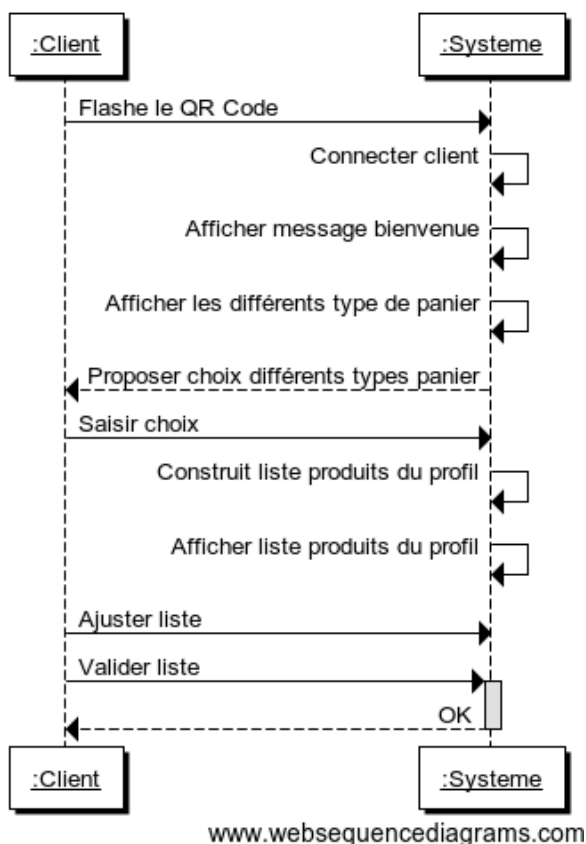 :Client
:Systeme
Flashe le QR Code
Connecter client
Afficher message bienvenue
Afficher les différents type de panier
Proposer choix différents types panier
Saisir choix
Construit liste produits du profil
Afficher liste produits du profil
Ajuster liste
Valider liste
OK
:Client
:Systeme
www.websequencediagrams.com